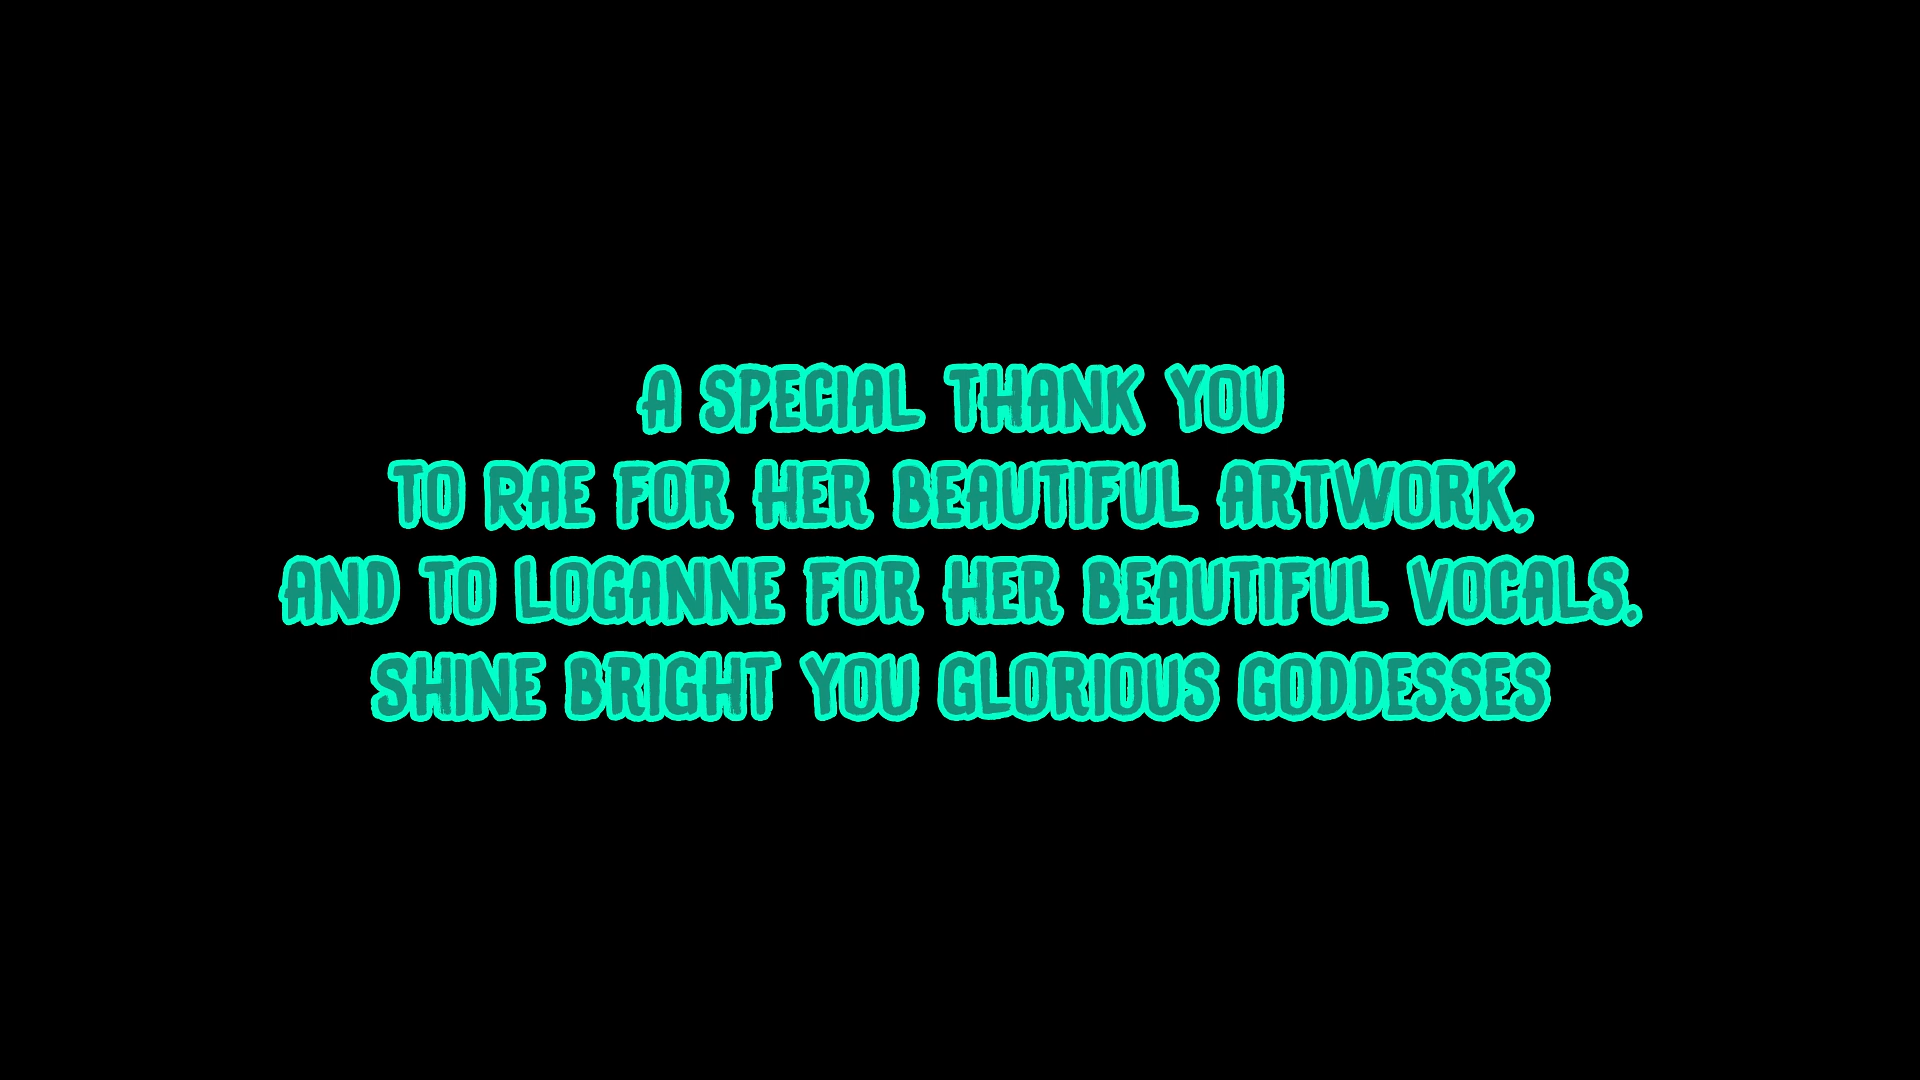 A SPECIAL THANK YOU
TO RAE FOR HER BEAUTIFUL ARTWORK,
AND TO LOGANNE FOR HER BEAUTIFUL VOCALS.
SHINE BRIGHT YOU GLORIOUS GODDESSES